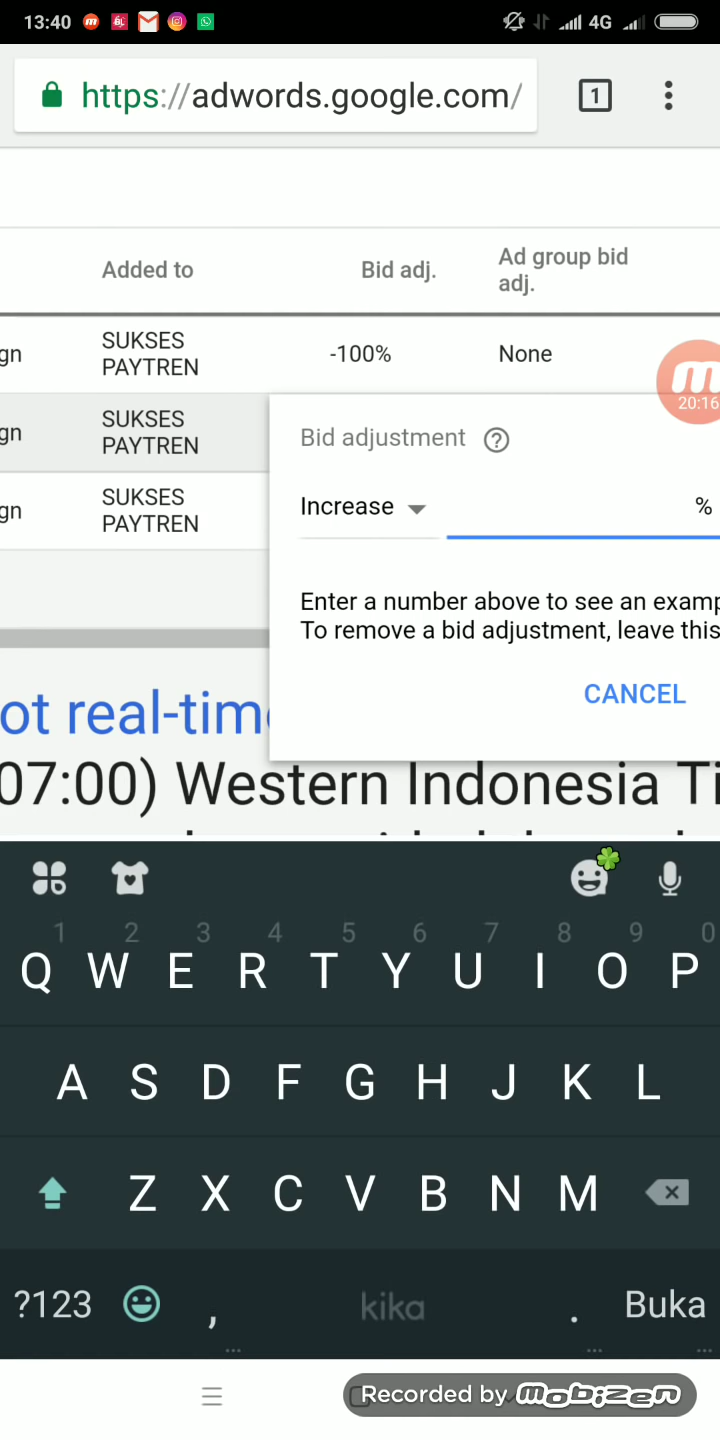 13:40
4G
https://adwords.google.com/
1
Added to
Bid adj.
Ad group bid
adj.
gn
SUKSES
PAYTREN
-100%
None
20:16
gn
SUKSES
PAYTREN
Bid adjustment ?
gn
SUKSES
PAYTREN
Increase
%
Enter a number above to see an examp
To remove a bid adjustment, leave this
CANCEL
ot real-time
07:00) Western Indonesia Ti
1 2 3 4 5 6 7 8 9 0
Q W E R T Y U I O P
A S D F G H J K L
Z X C V B N M
?123 , kika . Buka
Recorded by mobizen